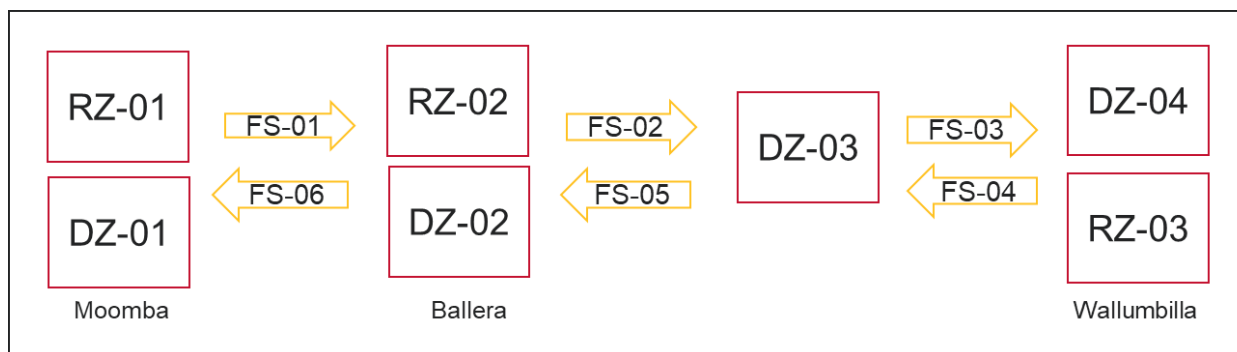 RZ-01
FS-01
RZ-02
FS-02
DZ-03
FS-03
DZ-04
DZ-01
FS-06
DZ-02
FS-05
FS-04
RZ-03
Moomba
Ballera
Wallumbilla